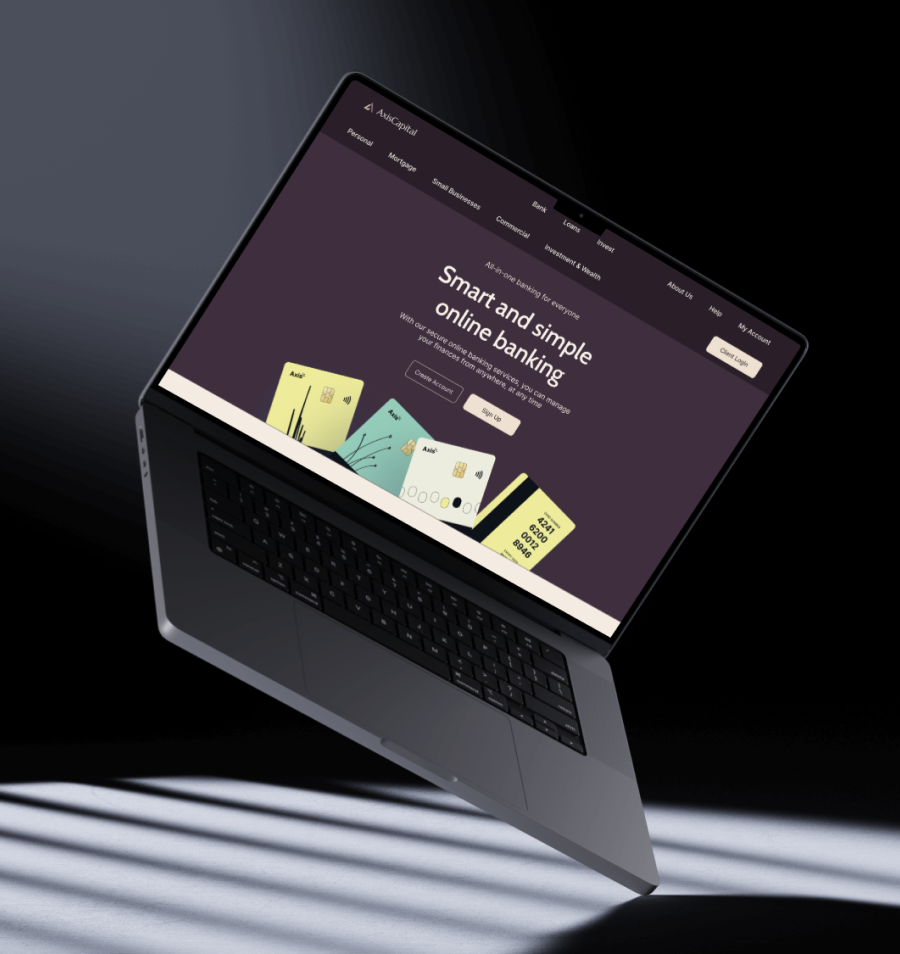 AxisCapital
Bank
Loans
Invest
About Us
Help
My Account
Personal
Mortgage
Small Businesses
Commercial
Investment & Wealth
Client Login
All-in-one banking for everyone
Smart and simple
online banking
With our secure online banking services, you can manage
your finances from anywhere, at any time
Create Account
Sign Up
Axis
Axis
Axis
4241
6200
0012
8946